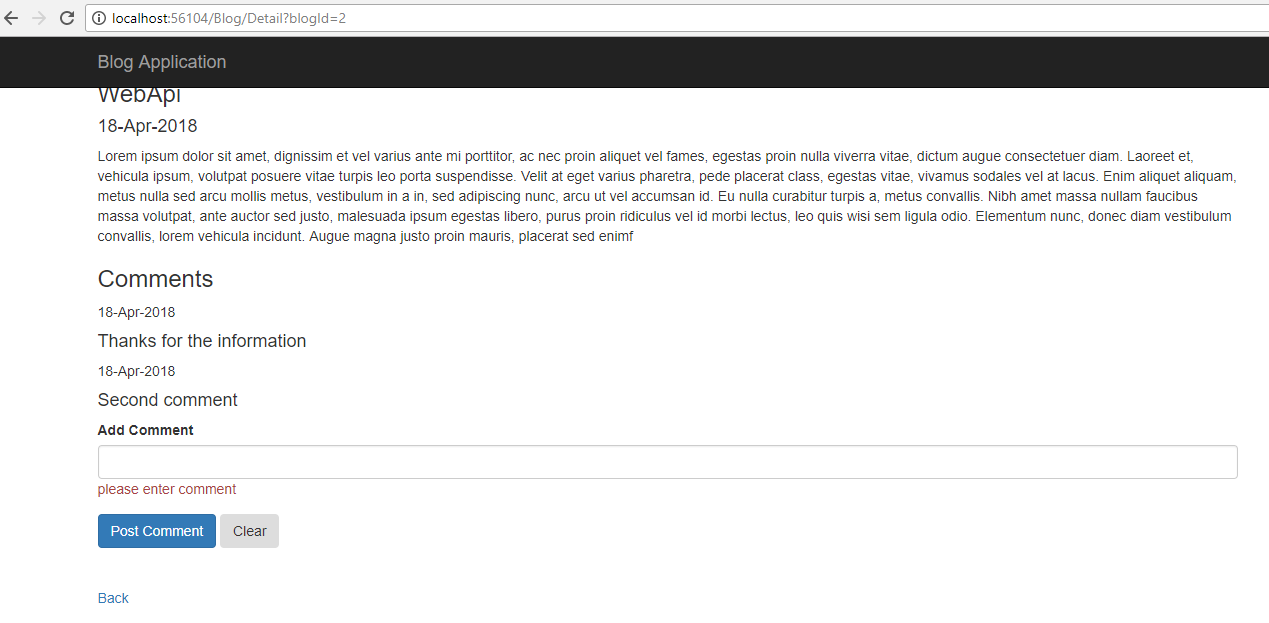 localhost:56104/Blog/Detail?blogId=2
Blog Application
WebApi
18-Apr-2018
Lorem ipsum dolor sit amet, dignissim et vel varius ante mi porttitor, ac nec proin aliquet vel fames, egestas proin nulla viverra vitae, dictum augue consectetuer diam. Laoreet et,
vehicula ipsum, volutpat posuere vitae turpis leo porta suspendisse. Velit at eget varius pharetra, pede placerat class, egestas vitae, vivamus sodales vel at lacus. Enim aliquet aliquam,
metus nulla sed arcu mollis metus, vestibulum in a in, sed adipiscing nunc, arcu ut vel accumsan id. Eu nulla curabitur turpis a, metus convallis. Nibh amet massa nullam faucibus
massa volutpat, ante auctor sed justo, malesuada ipsum egestas libero, purus proin ridiculus vel id morbi lectus, leo quis wisi sem ligula odio. Elementum nunc, donec diam vestibulum
convallis, lorem vehicula incidunt. Augue magna justo proin mauris, placerat sed enimf
Comments
18-Apr-2018
Thanks for the information
18-Apr-2018
Second comment
Add Comment
please enter comment
Post Comment Clear
Back